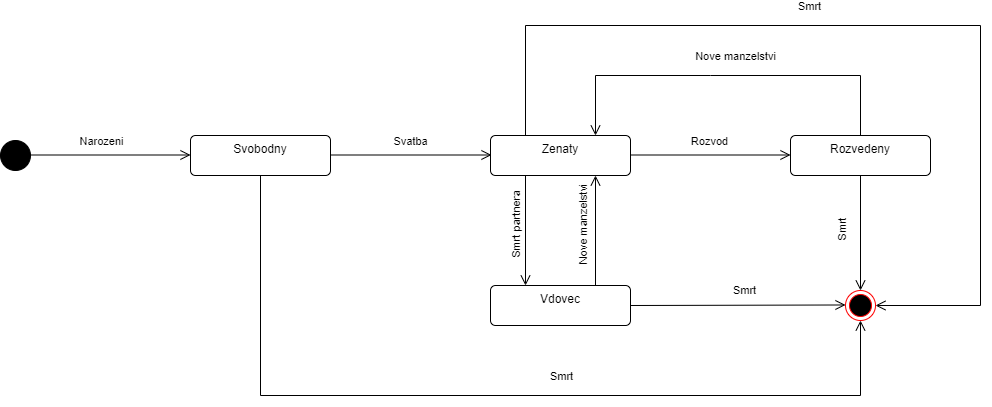 Smrt
Nove manzelstvi
Narozeni
Svobodny
Svatba
Zenaty
Rozvod
Rozvedeny
Smrt partnera
Nove manzelstvi
Smrt
Vdovec
Smrt
Smrt